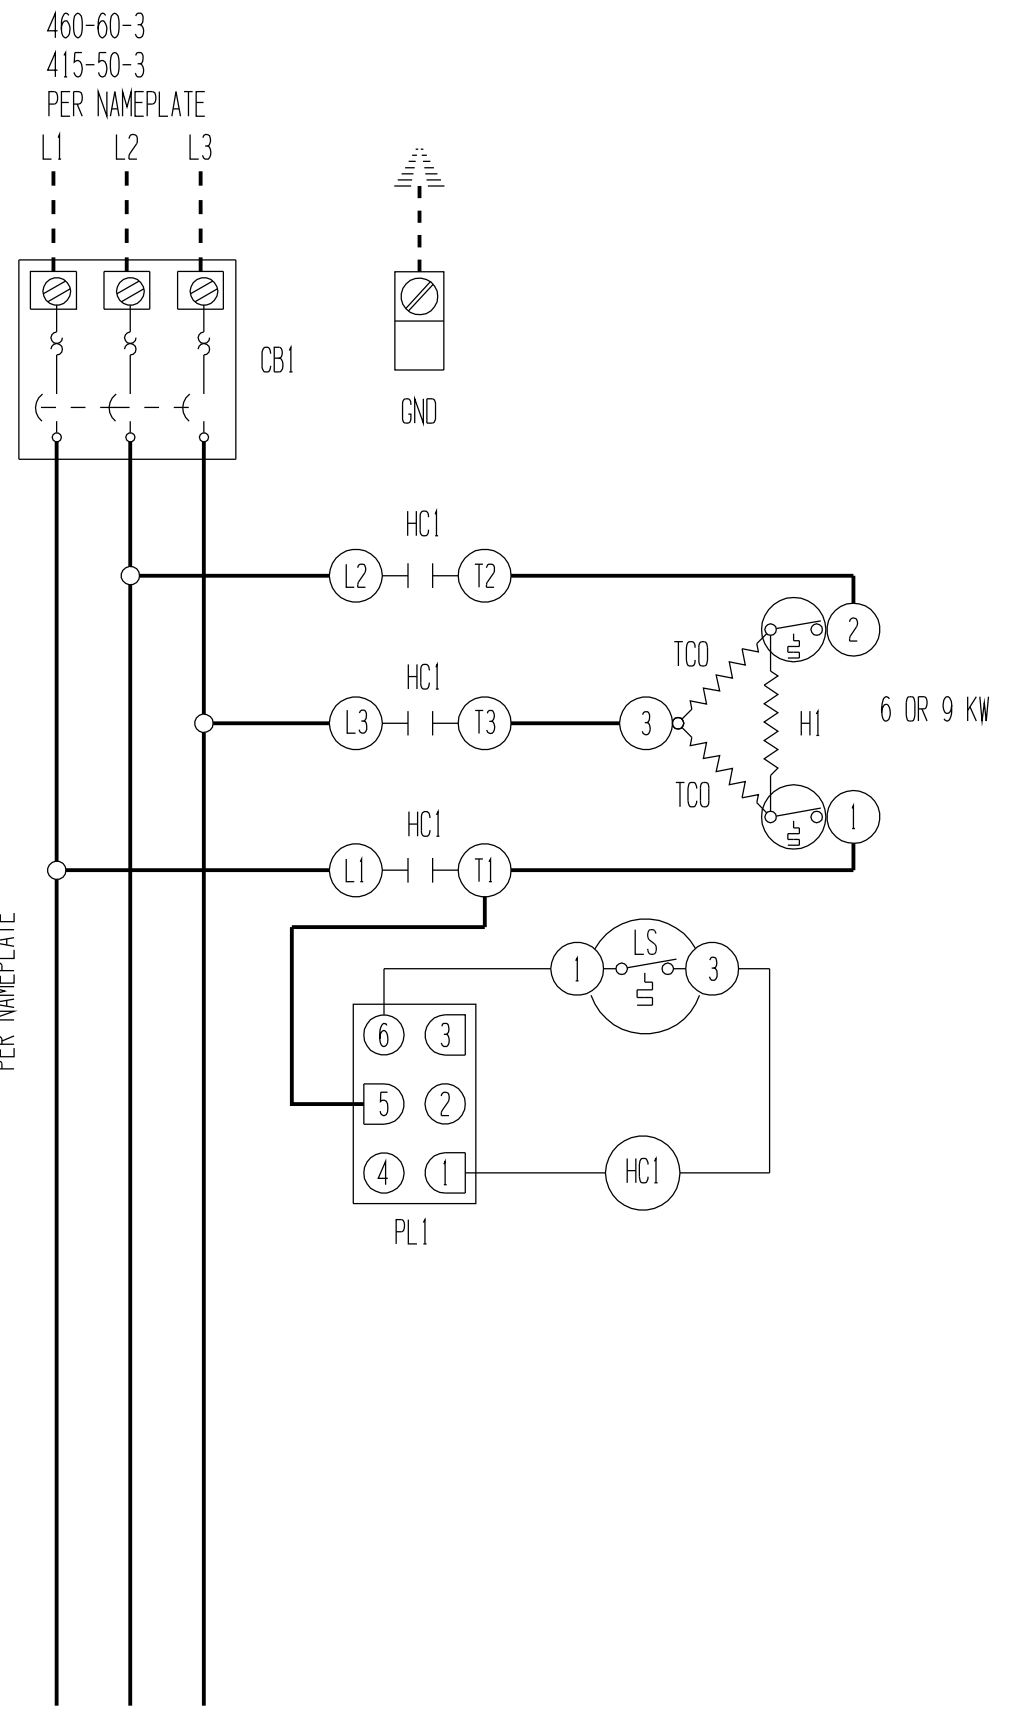 460-60-3
415-50-3
PER NAMEPLATE
L1 L2 L3
CB1
GND
HC1
L2 T2
2
TCO
HC1
L3 T3 3
H1
6 OR 9 KW
TCO
HC1
1
L1 T1
PER NAMEPLATE
LS
1 3
6 3
5 2
4 1
HC1
PL1